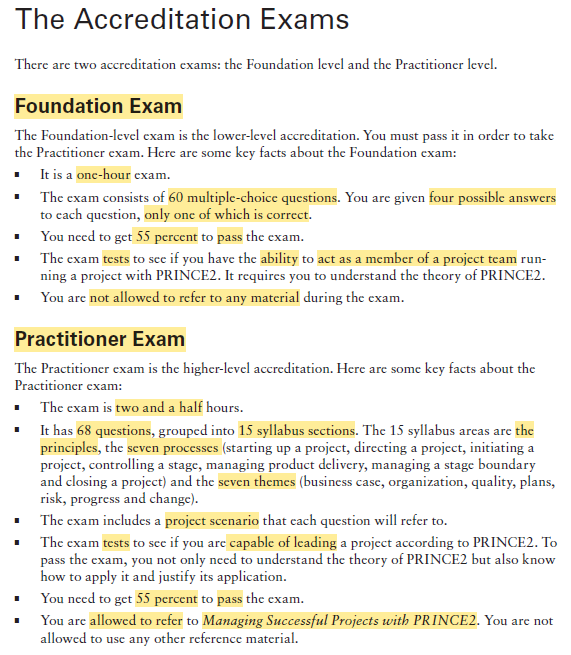 The Accreditation Exams
There are two accreditation exams: the Foundation level and the Practitioner level.
Foundation Exam
The Foundation-level exam is the lower-level accreditation. You must pass it in order to take
the Practitioner exam. Here are some key facts about the Foundation exam:
▪ It is a one-hour exam.
▪ The exam consists of 60 multiple-choice questions. You are given four possible answers
to each question, only one of which is correct.
▪ You need to get 55 percent to pass the exam.
▪ The exam tests to see if you have the ability to act as a member of a project team run-
ning a project with PRINCE2. It requires you to understand the theory of PRINCE2.
▪ You are not allowed to refer to any material during the exam.
Practitioner Exam
The Practitioner exam is the higher-level accreditation. Here are some key facts about the
Practitioner exam:
▪ The exam is two and a half hours.
▪ It has 68 questions, grouped into 15 syllabus sections. The 15 syllabus areas are the
principles, the seven processes (starting up a project, directing a project, initiating a
project, controlling a stage, managing product delivery, managing a stage boundary
and closing a project) and the seven themes (business case, organization, quality, plans,
risk, progress and change).
▪ The exam includes a project scenario that each question will refer to.
▪ The exam tests to see if you are capable of leading a project according to PRINCE2. To
pass the exam, you not only need to understand the theory of PRINCE2 but also know
how to apply it and justify its application.
▪ You need to get 55 percent to pass the exam.
▪ You are allowed to refer to Managing Successful Projects with PRINCE2. You are not
allowed to use any other reference material.